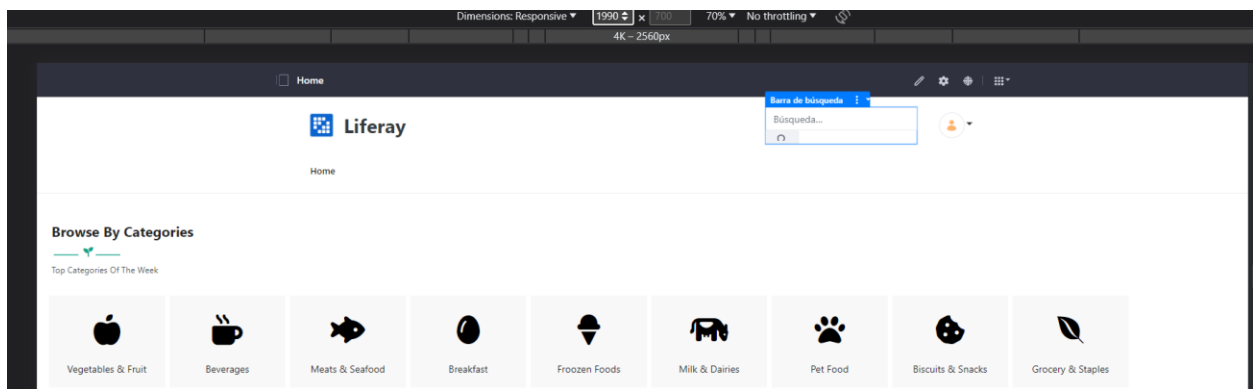 Dimensions: Responsive 1990 x 700 70% No throttling
4K – 2560px
Home
Barra de búsqueda
Búsqueda...
Liferay
Home
Browse By Categories
Top Categories Of The Week
Vegetables & Fruit Beverages Meats & Seafood Breakfast Froozen Foods Milk & Dairies Pet Food Biscuits & Snacks Grocery & Staples